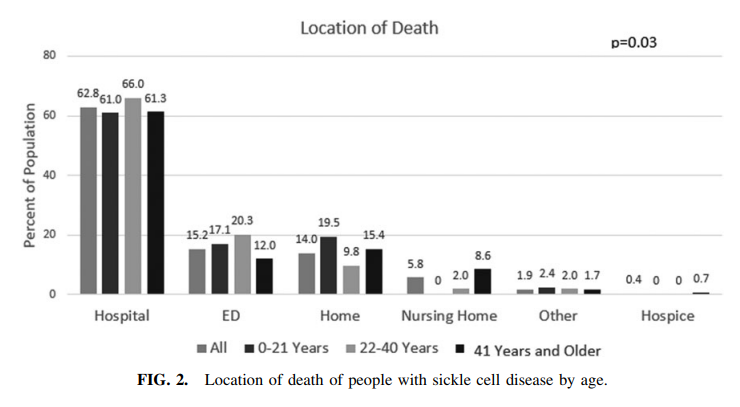 Location of Death
p=0.03
Percent of Population
80
60
40
20
0
62.8 61.0 66.0 61.3
15.2 17.1 20.3 12.0
14.0 19.5 9.8 15.4
5.8 0 2.0 8.6
1.9 2.4 2.0 1.7
0.4 0 0 0.7
Hospital ED Home Nursing Home Other Hospice
All 0-21 Years 22-40 Years 41 Years and Older
FIG. 2. Location of death of people with sickle cell disease by age.